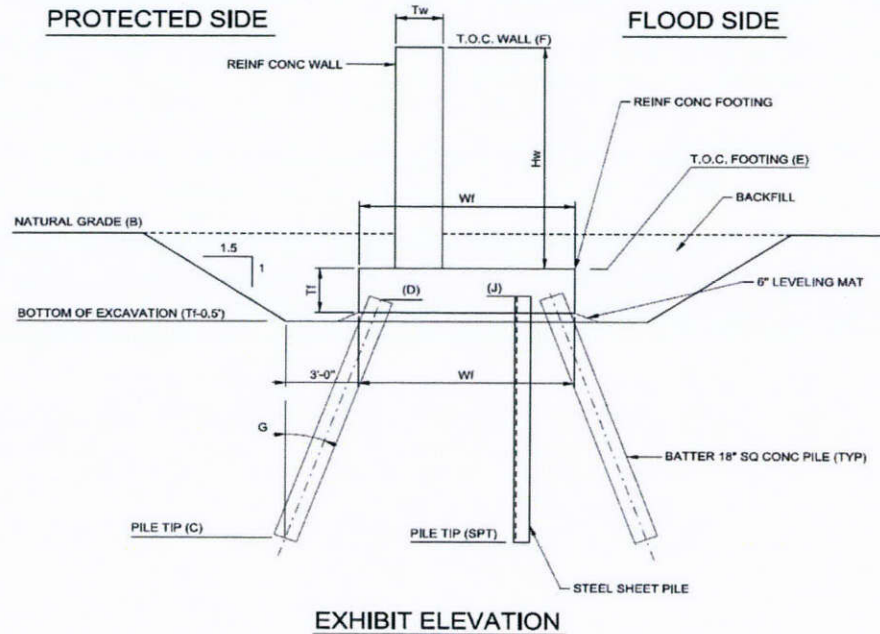 Tw
PROTECTED SIDE
FLOOD SIDE
T.O.C. WALL (F)
REINF CONC WALL
REINF CONC FOOTING
Hw
T.O.C. FOOTING (E)
Wf
BACKFILL
NATURAL GRADE (B)
1.5
1
Tf
(D)
(J)
6" LEVELING MAT
BOTTOM OF EXCAVATION (Tf-0.5')
3'-0"
Wf
G
BATTER 18" SQ CONC PILE (TYP)
PILE TIP (C)
PILE TIP (SPT)
STEEL SHEET PILE
EXHIBIT ELEVATION